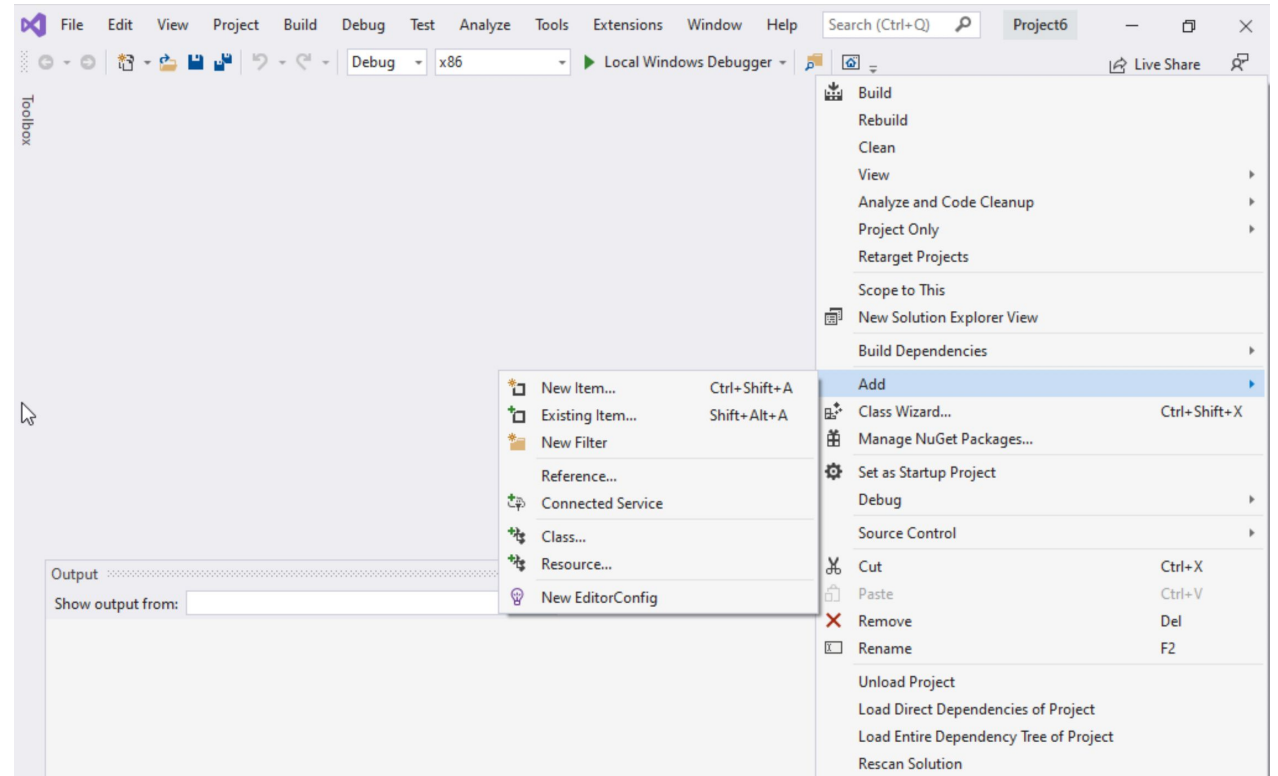 File Edit View Project Build Debug Test Analyze Tools Extensions Window Help Search (Ctrl+Q) Project6
Debug x86 Local Windows Debugger Live Share
Toolbox
Build
Rebuild
Clean
View
Analyze and Code Cleanup
Project Only
Retarget Projects
Scope to This
New Solution Explorer View
Build Dependencies
Add
Class Wizard... Ctrl+Shift+X
Manage NuGet Packages...
Set as Startup Project
Debug
Source Control
Cut Ctrl+X
Paste Ctrl+V
Remove Del
Rename F2
Unload Project
Load Direct Dependencies of Project
Load Entire Dependency Tree of Project
Rescan Solution
New Item... Ctrl+Shift+A
Existing Item... Shift+Alt+A
New Filter
Reference...
Connected Service
Class...
Resource...
New EditorConfig
Output
Show output from: